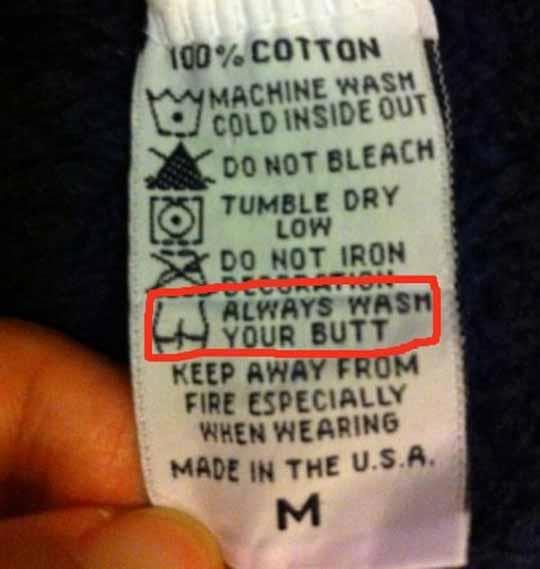 100% COTTON
MACHINE WASH
COLD INSIDE OUT
DO NOT BLEACH
TUMBLE DRY
LOW
DO NOT IRON
DECORATION
ALWAYS WASH
YOUR BUTT
KEEP AWAY FROM
FIRE ESPECIALLY
WHEN WEARING
MADE IN THE U.S.A.
M